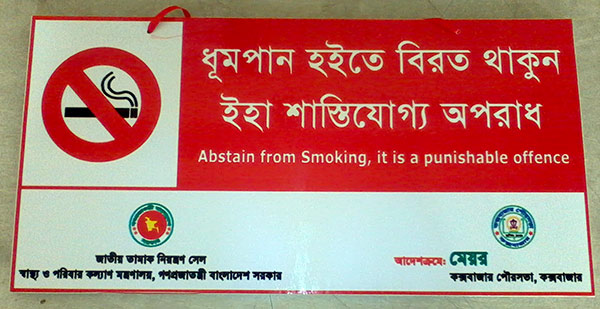 ধূমপান হইতে বিরত থাকুন
ইহা শাস্তিযোগ্য অপরাধ
Abstain from Smoking, it is a punishable offence
জাতীয় তামাক নিয়ন্ত্রণ সেল
স্বাস্থ্য ও পরিবার কল্যাণ মন্ত্রণালয়, গণপ্রজাতন্ত্রী বাংলাদেশ সরকার
আদেশক্রমে: মেয়র
কক্সবাজার পৌরসভা, কক্সবাজার